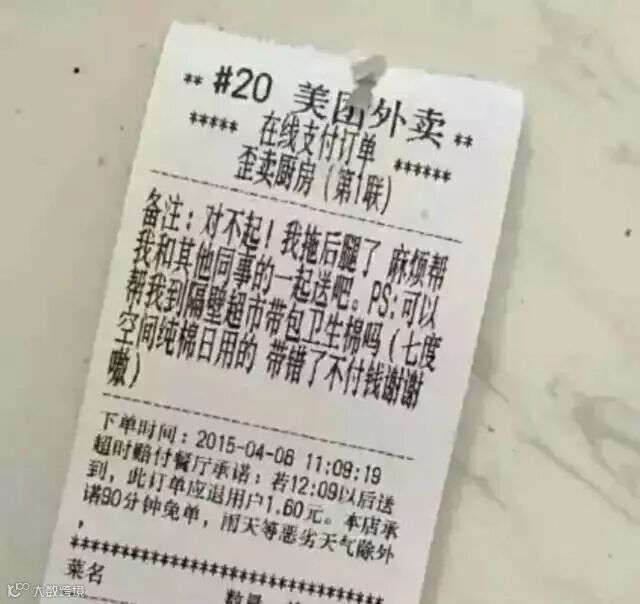 ** #20 美团外卖 **
***** 在线支付订单 ******
歪卖厨房(第1联)
备注:对不起!我拖后腿了 麻烦帮
我和其他同事的一起送吧。PS:可以
帮我到隔壁超市带包卫生棉吗(七度
空间纯棉日用的 带错了不付钱谢谢
嗽)
下单时间:2015-04-06 11:09:19
超时赔付餐厅承诺:若12:09以后送
到,此订单应退用户1.60元。本店承
诺90分钟免单,雨天等恶劣天气除外
,
******************************
菜名 数量
大数跨境